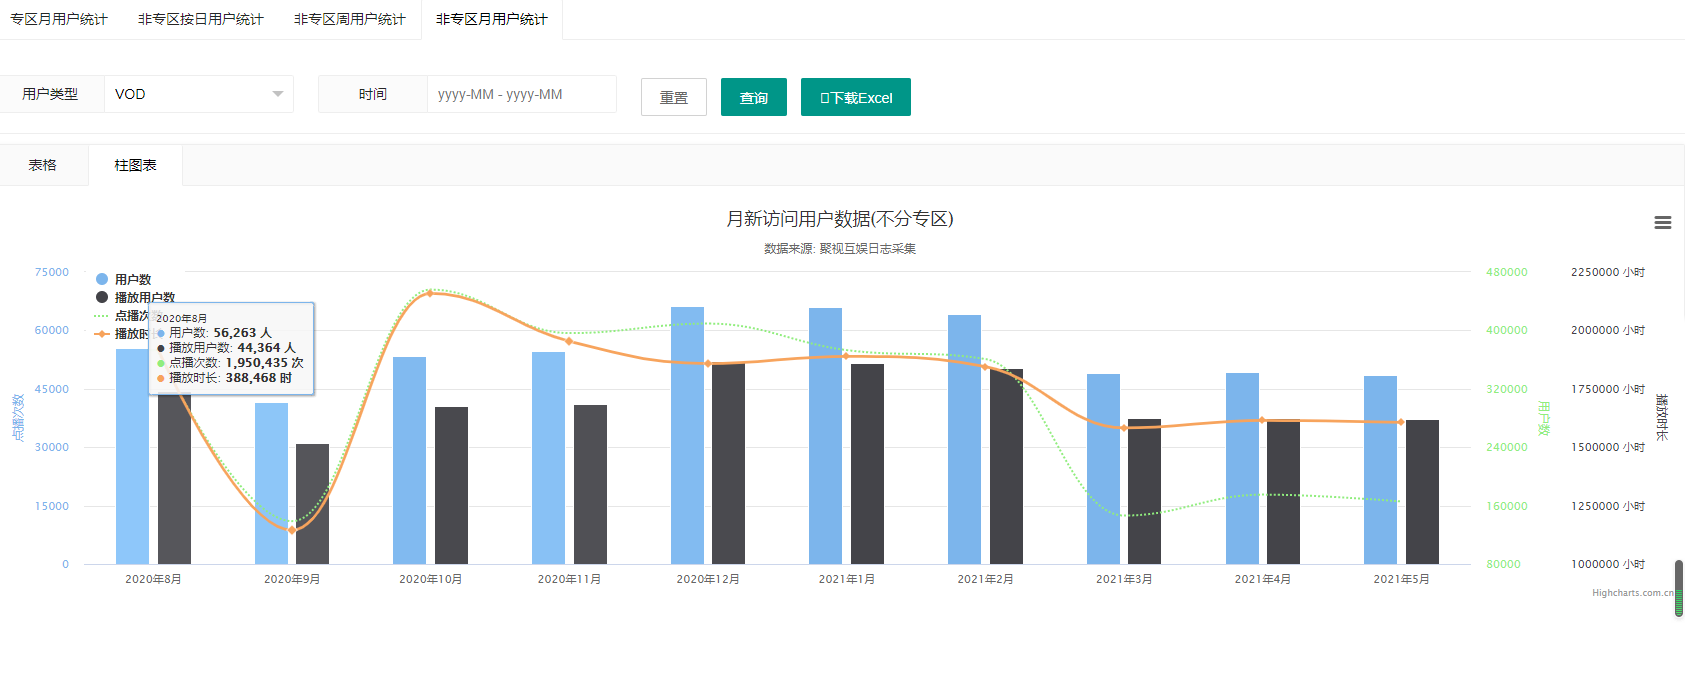 专区月用户统计 非专区按日用户统计 非专区周用户统计 非专区月用户统计
用户类型 VOD 时间 yyyy-MM - yyyy-MM 重置 查询 下载Excel
表格 柱图表
月新访问用户数据(不分专区)
数据来源: 聚视互娱日志采集
用户数
播放用户数
点播次
播放时
2020年8月
用户数: 56,263 人
播放用户数: 44,364 人
点播次数: 1,950,435 次
播放时长: 388,468 时
75000
60000
45000
30000
15000
0
点播次数
480000
400000
320000
240000
160000
80000
用户数
2250000 小时
2000000 小时
1750000 小时
1500000 小时
1250000 小时
1000000 小时
播放时长
2020年8月 2020年9月 2020年10月 2020年11月 2020年12月 2021年1月 2021年2月 2021年3月 2021年4月 2021年5月
Highcharts.com.cn